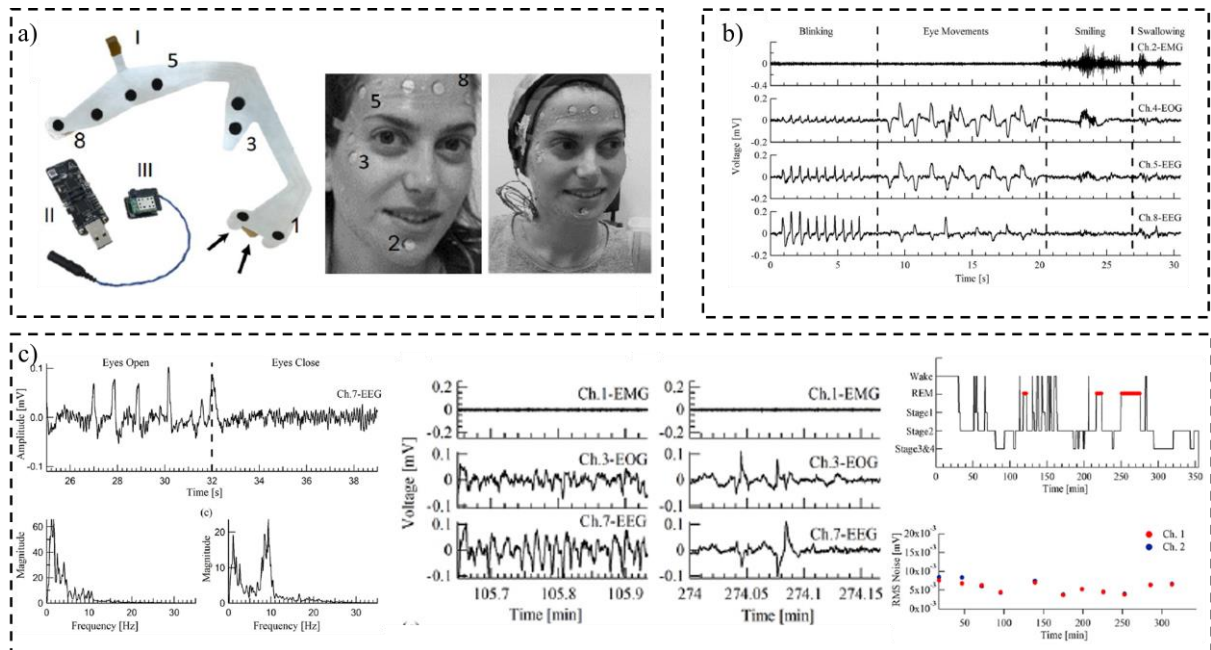 a)
I
5
8
3
II
III
1
5
8
3
2
b)
Blinking
Eye Movements
Smiling
Swallowing
Ch.2-EMG
0
-0.4
0.2
Ch.4-EOG
0
-0.2
0.2
Ch.5-EEG
0
-0.2
0.2
Ch.8-EEG
0
-0.2
Voltage [mV]
0 5 10 15 20 25 30
Time [s]
c)
Eyes Open
Eyes Close
Ch.7-EEG
0.1
0.0
-0.1
Amplitude [mV]
26 28 30 32 34 36 38
Time [s]
(c)
60
40
20
0
Magnitude
0 10 20 30
Frequency [Hz]
20
10
0
Magnitude
0 10 20 30
Frequency [Hz]
Ch.1-EMG
0.2
0
-0.2
Ch.3-EOG
0.1
0
-0.1
Ch.7-EEG
0.1
0
-0.1
Voltage [mV]
105.7 105.8 105.9
Time [min]
Ch.1-EMG
0.2
0
-0.2
Ch.3-EOG
0.1
0
0.1
Ch.7-EEG
0.1
0
-0.1
274 274.05 274.1 274.15
Time [min]
Wake
REM
Stage1
Stage2
Stage3&4
0 50 100 150 200 250 300 350
Time [min]
Ch. 1
Ch. 2
20x10⁻³
15x10⁻³
10x10⁻³
5x10⁻³
0
RMS Noise [mV]
50 100 150 200 250 300
Time [min]